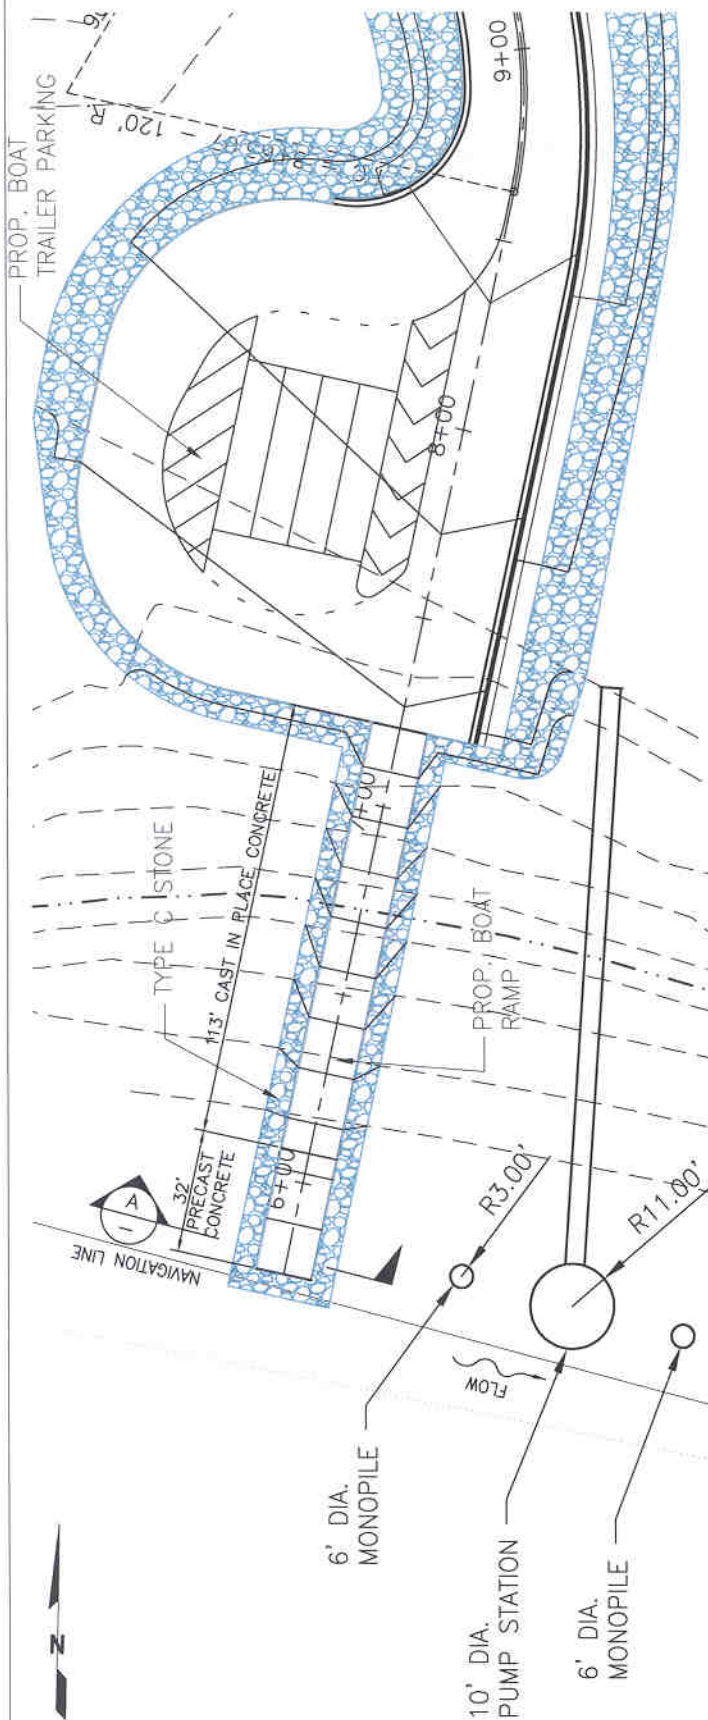 PROP. BOAT
TRAILER PARKING
120' R
9+00
8+00
TYPE C STONE
113' CAST IN PLACE CONCRETE
+00
PROP. BOAT
RAMP
32'
PRECAST
CONCRETE
6+00
A
NAVIGATION LINE
R3.00'
R11.00'
FLOW
6' DIA.
MONOPILE
10' DIA.
PUMP STATION
6' DIA.
MONOPILE
N